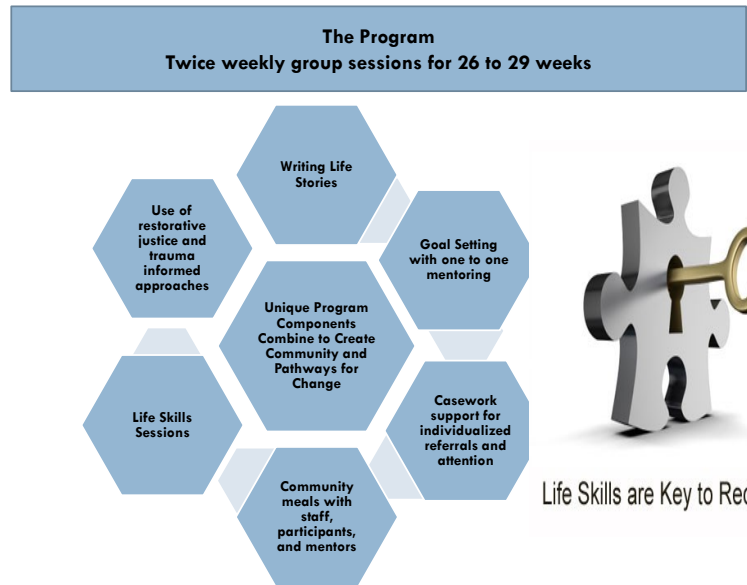 The Program
Twice weekly group sessions for 26 to 29 weeks
Writing Life
Stories
Use of
restorative
justice and
trauma
informed
approaches
Goal Setting
with one to one
mentoring
Unique Program
Components
Combine to Create
Community and
Pathways for
Change
Life Skills
Sessions
Casework
support for
individualized
referrals and
attention
Community
meals with
staff,
participants,
and mentors
Life Skills are Key to